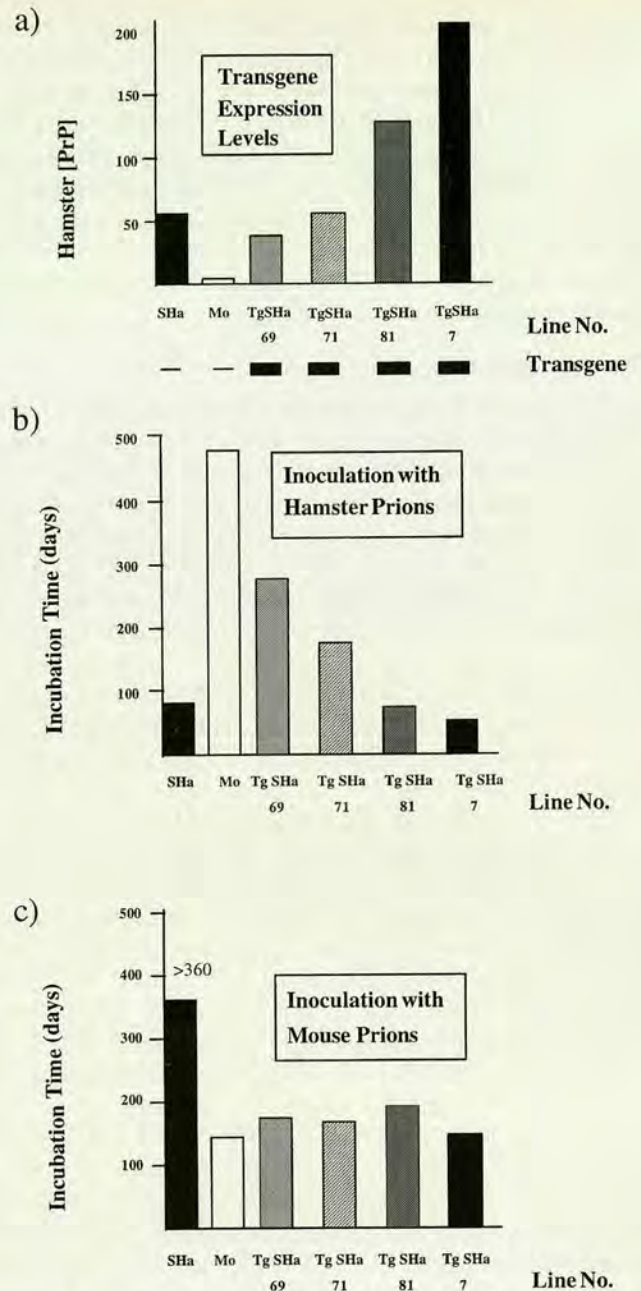 a)
200
150
100
50
Hamster [PrP]
Transgene
Expression
Levels
SHa Mo TgSHa TgSHa TgSHa TgSHa
69 71 81 7
Line No.
Transgene
b)
500
400
300
200
100
Incubation Time (days)
Inoculation with
Hamster Prions
SHa Mo Tg SHa Tg SHa Tg SHa Tg SHa
69 71 81 7
Line No.
c)
500
400
300
200
100
Incubation Time (days)
>360
Inoculation with
Mouse Prions
SHa Mo Tg SHa Tg SHa Tg SHa Tg SHa
69 71 81 7
Line No.